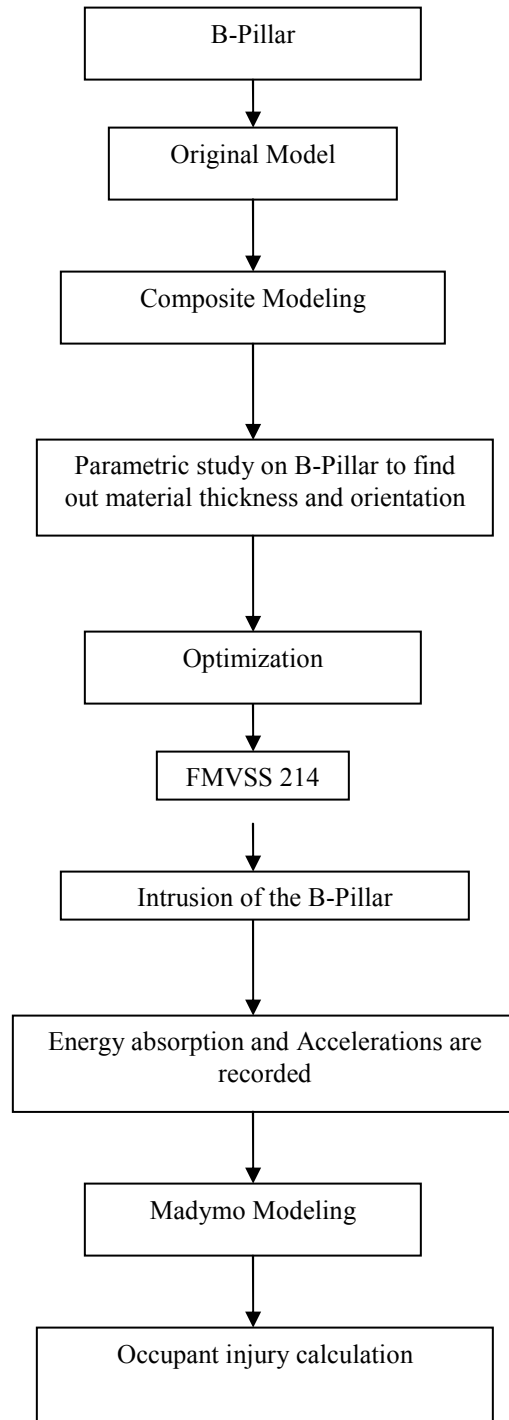 B-Pillar
Original Model
Composite Modeling
Parametric study on B-Pillar to find
out material thickness and orientation
Optimization
FMVSS 214
Intrusion of the B-Pillar
Energy absorption and Accelerations are
recorded
Madymo Modeling
Occupant injury calculation